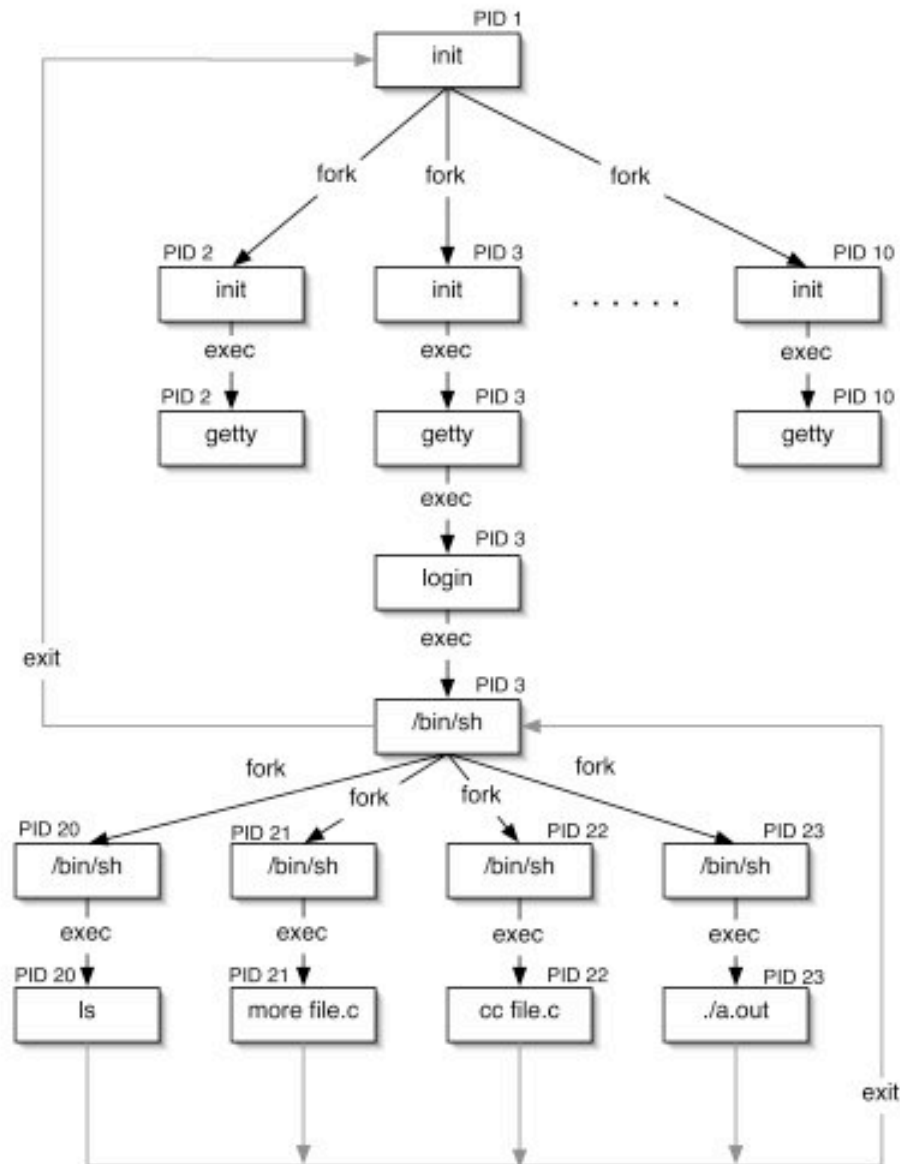 PID 1
init
fork fork fork
PID 2 PID 3 PID 10
init init . . . . . . init
exec exec exec
PID 2 PID 3 PID 10
getty getty getty
exec
PID 3
login
exec
exit
PID 3
/bin/sh
fork fork fork fork
PID 20 PID 21 PID 22 PID 23
/bin/sh /bin/sh /bin/sh /bin/sh
exec exec exec exec
PID 20 PID 21 PID 22 PID 23
ls more file.c cc file.c ./a.out
exit